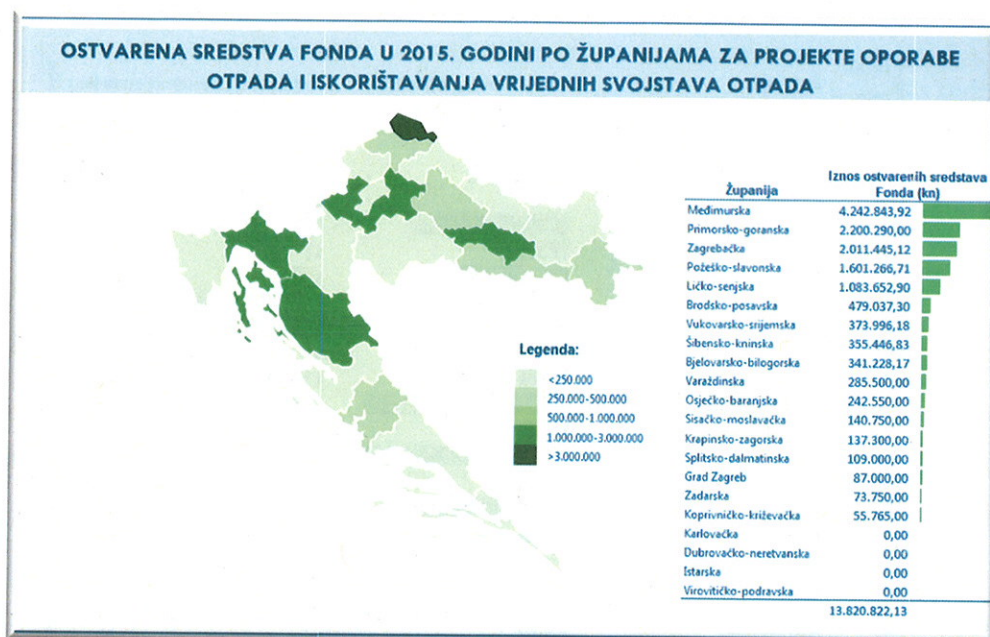 OSTVARENA SREDSTVA FONDA U 2015. GODINI PO ŽUPANIJAMA ZA PROJEKTE OPORABE
OTPADA I ISKORIŠTAVANJA VRIJEDNIH SVOJSTAVA OTPADA
Županija Iznos ostvarenih sredstava Fonda (kn)
Međimurska 4.242.843,92
Primorsko-goranska 2.200.290,00
Zagrebačka 2.011.445,12
Požeško-slavonska 1.601.266,71
Ličko-senjska 1.083.652,90
Brodsko-posavska 479.037,30
Vukovarsko-srijemska 373.996,18
Šibensko-kninska 355.446,83
Bjelovarsko-bilogorska 341.228,17
Varaždinska 285.500,00
Osječko-baranjska 242.550,00
Sisačko-moslavačka 140.750,00
Krapinsko-zagorska 137.300,00
Splitsko-dalmatinska 109.000,00
Grad Zagreb 87.000,00
Zadarska 73.750,00
Koprivničko-križevačka 55.765,00
Karlovačka 0,00
Dubrovačko-neretvanska 0,00
Istarska 0,00
Virovitičko-podravska 0,00
13.820.822,13
Legenda:
<250.000
250.000-500.000
500.000-1.000.000
1.000.000-3.000.000
>3.000.000